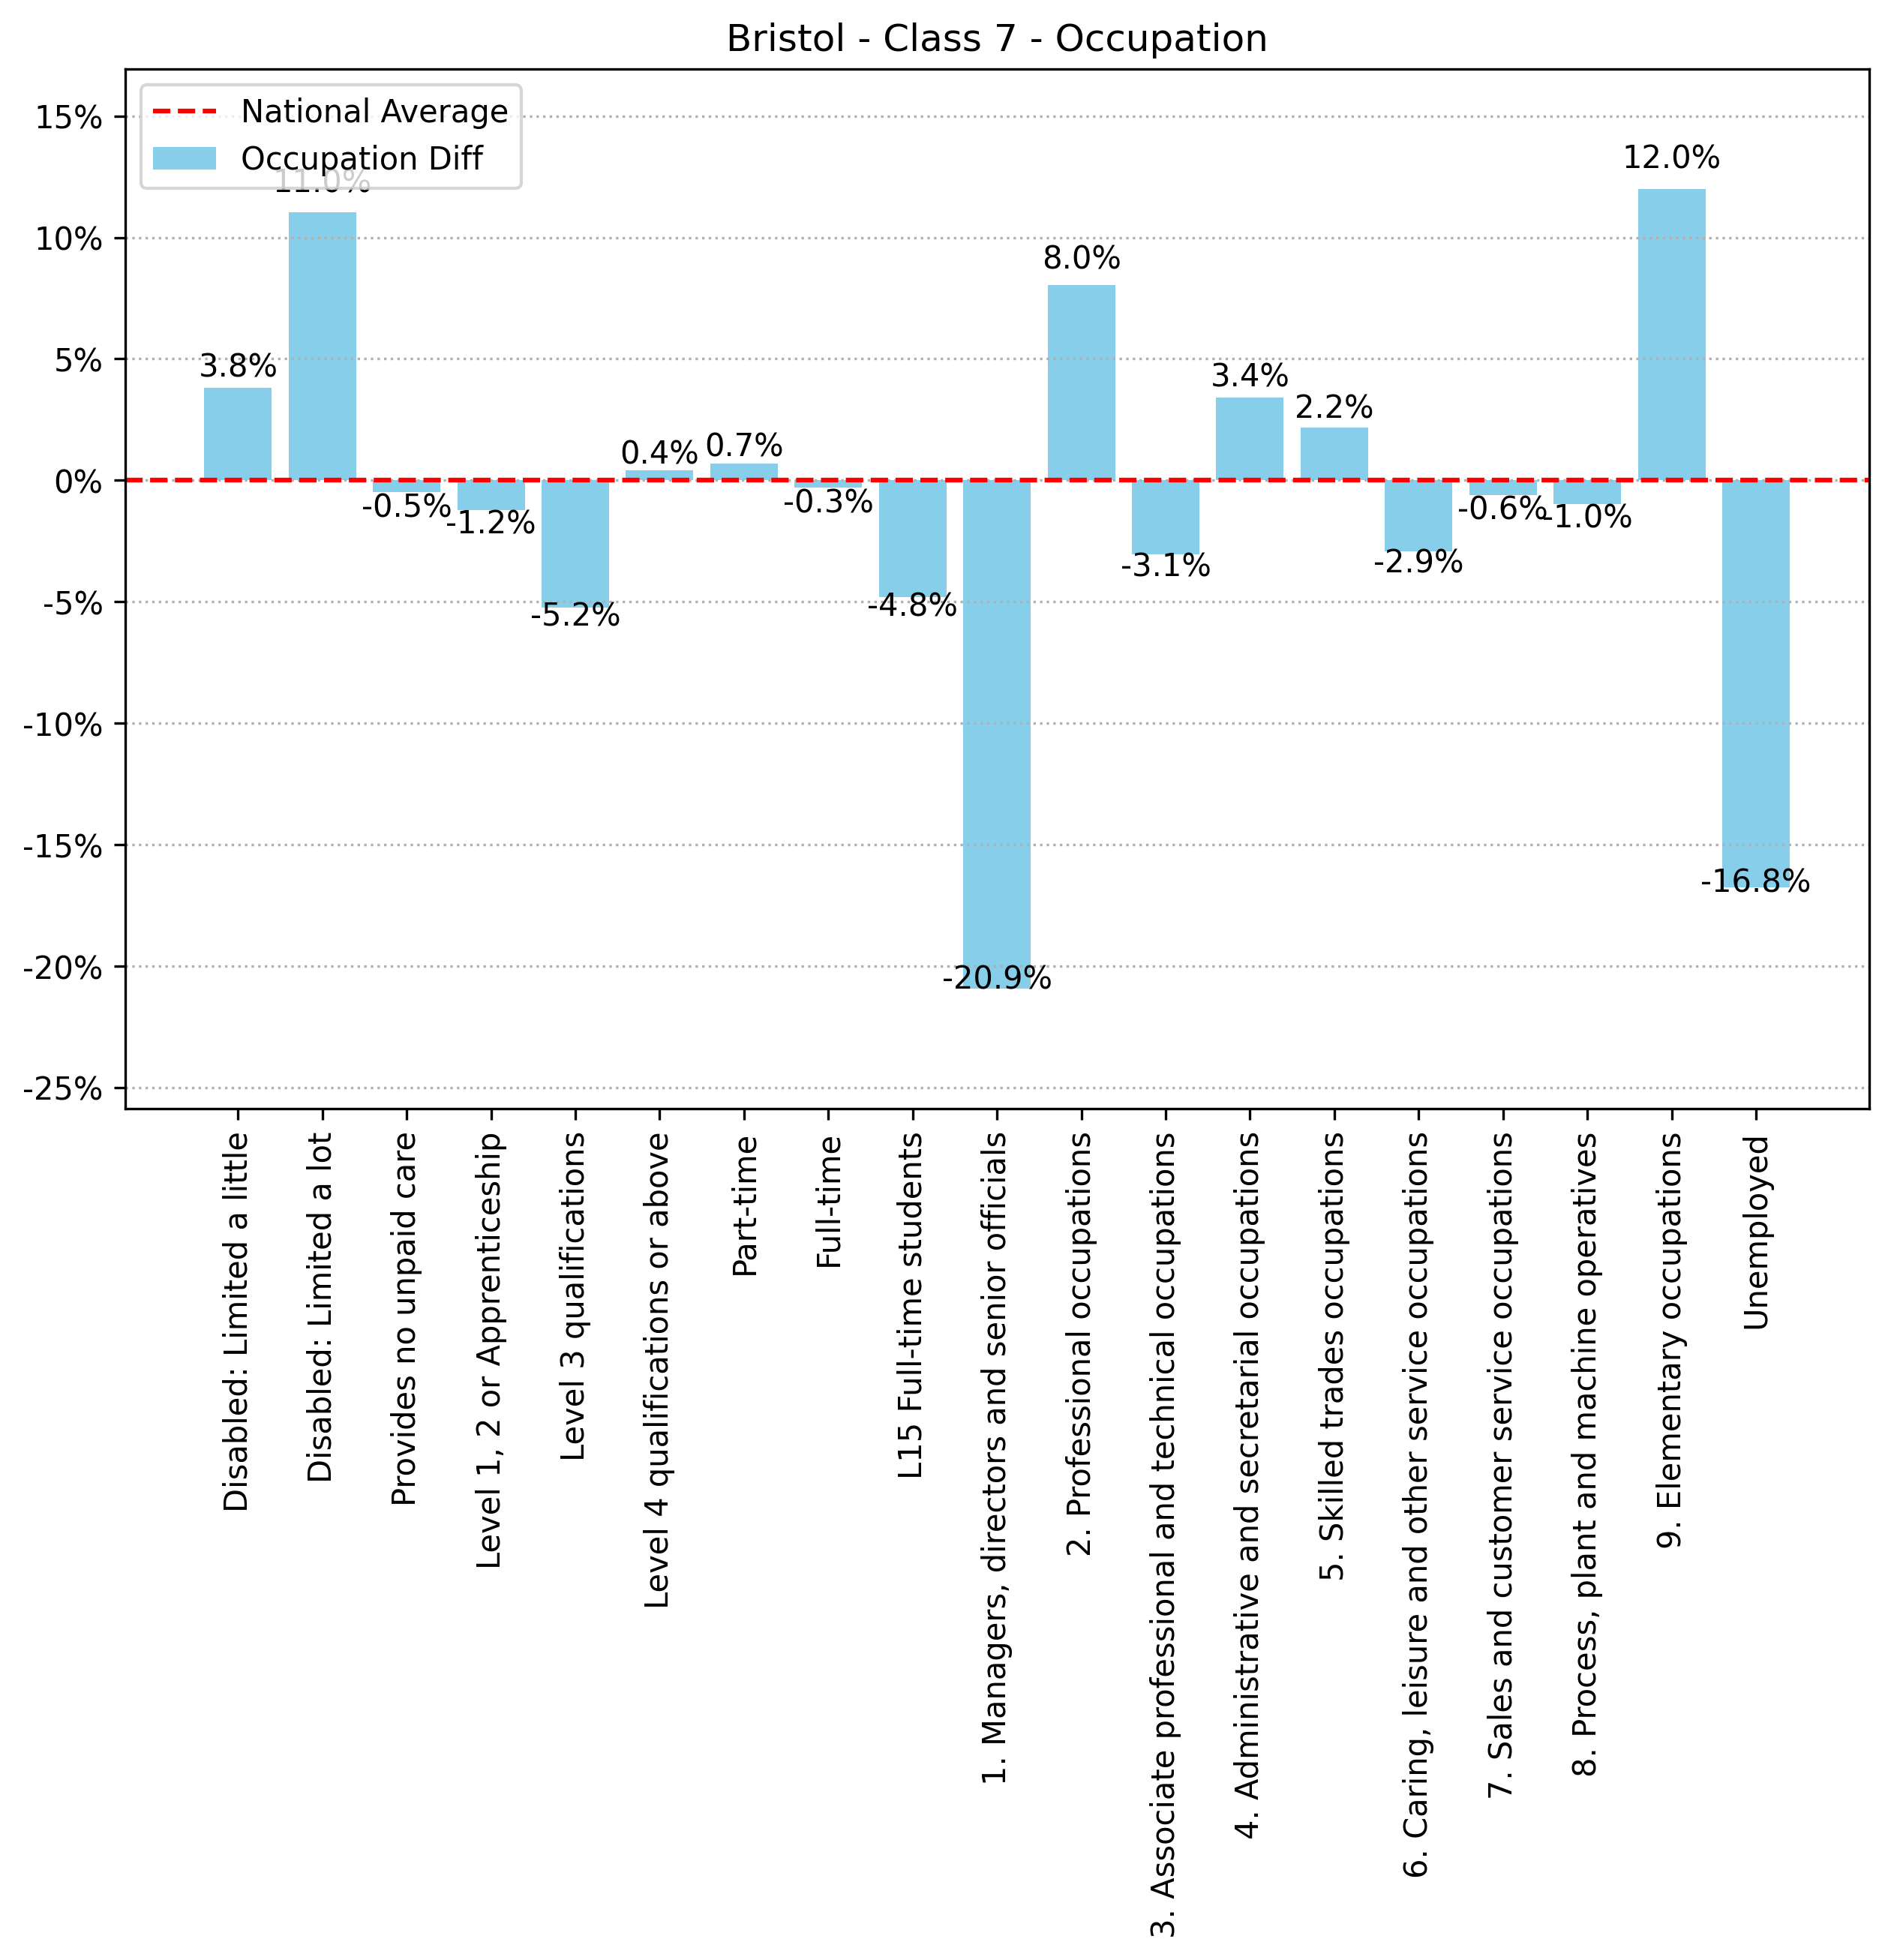 Bristol - Class 7 - Occupation
National Average
Occupation Diff
15%
10%
5%
0%
-5%
-10%
-15%
-20%
-25%
3.8%
11.0%
-0.5%
-1.2%
-5.2%
0.4%
0.7%
-0.3%
-4.8%
-20.9%
8.0%
-3.1%
3.4%
2.2%
-2.9%
-0.6%
-1.0%
12.0%
-16.8%
Disabled: Limited a little
Disabled: Limited a lot
Provides no unpaid care
Level 1, 2 or Apprenticeship
Level 3 qualifications
Level 4 qualifications or above
Part-time
Full-time
L15 Full-time students
1. Managers, directors and senior officials
2. Professional occupations
3. Associate professional and technical occupations
4. Administrative and secretarial occupations
5. Skilled trades occupations
6. Caring, leisure and other service occupations
7. Sales and customer service occupations
8. Process, plant and machine operatives
9. Elementary occupations
Unemployed